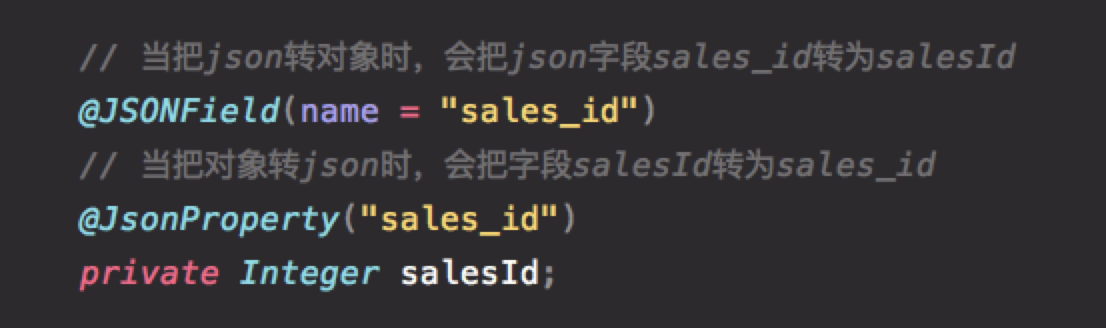 // 当把json转对象时，会把json字段sales_id转为salesId
@JSONField(name = "sales_id")
// 当把对象转json时，会把字段salesId转为sales_id
@JsonProperty("sales_id")
private Integer salesId;